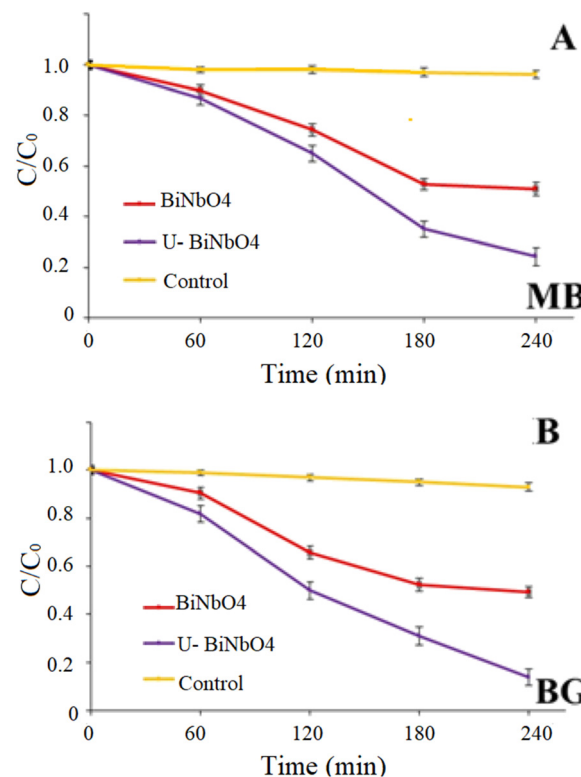 A
1.0
0.8
0.6
0.4
0.2
0
C/C₀
BiNbO4
U- BiNbO4
Control
MB
0 60 120 180 240
Time (min)
B
1.0
0.8
0.6
0.4
0.2
0
C/C₀
BiNbO4
U- BiNbO4
Control
BG
0 60 120 180 240
Time (min)